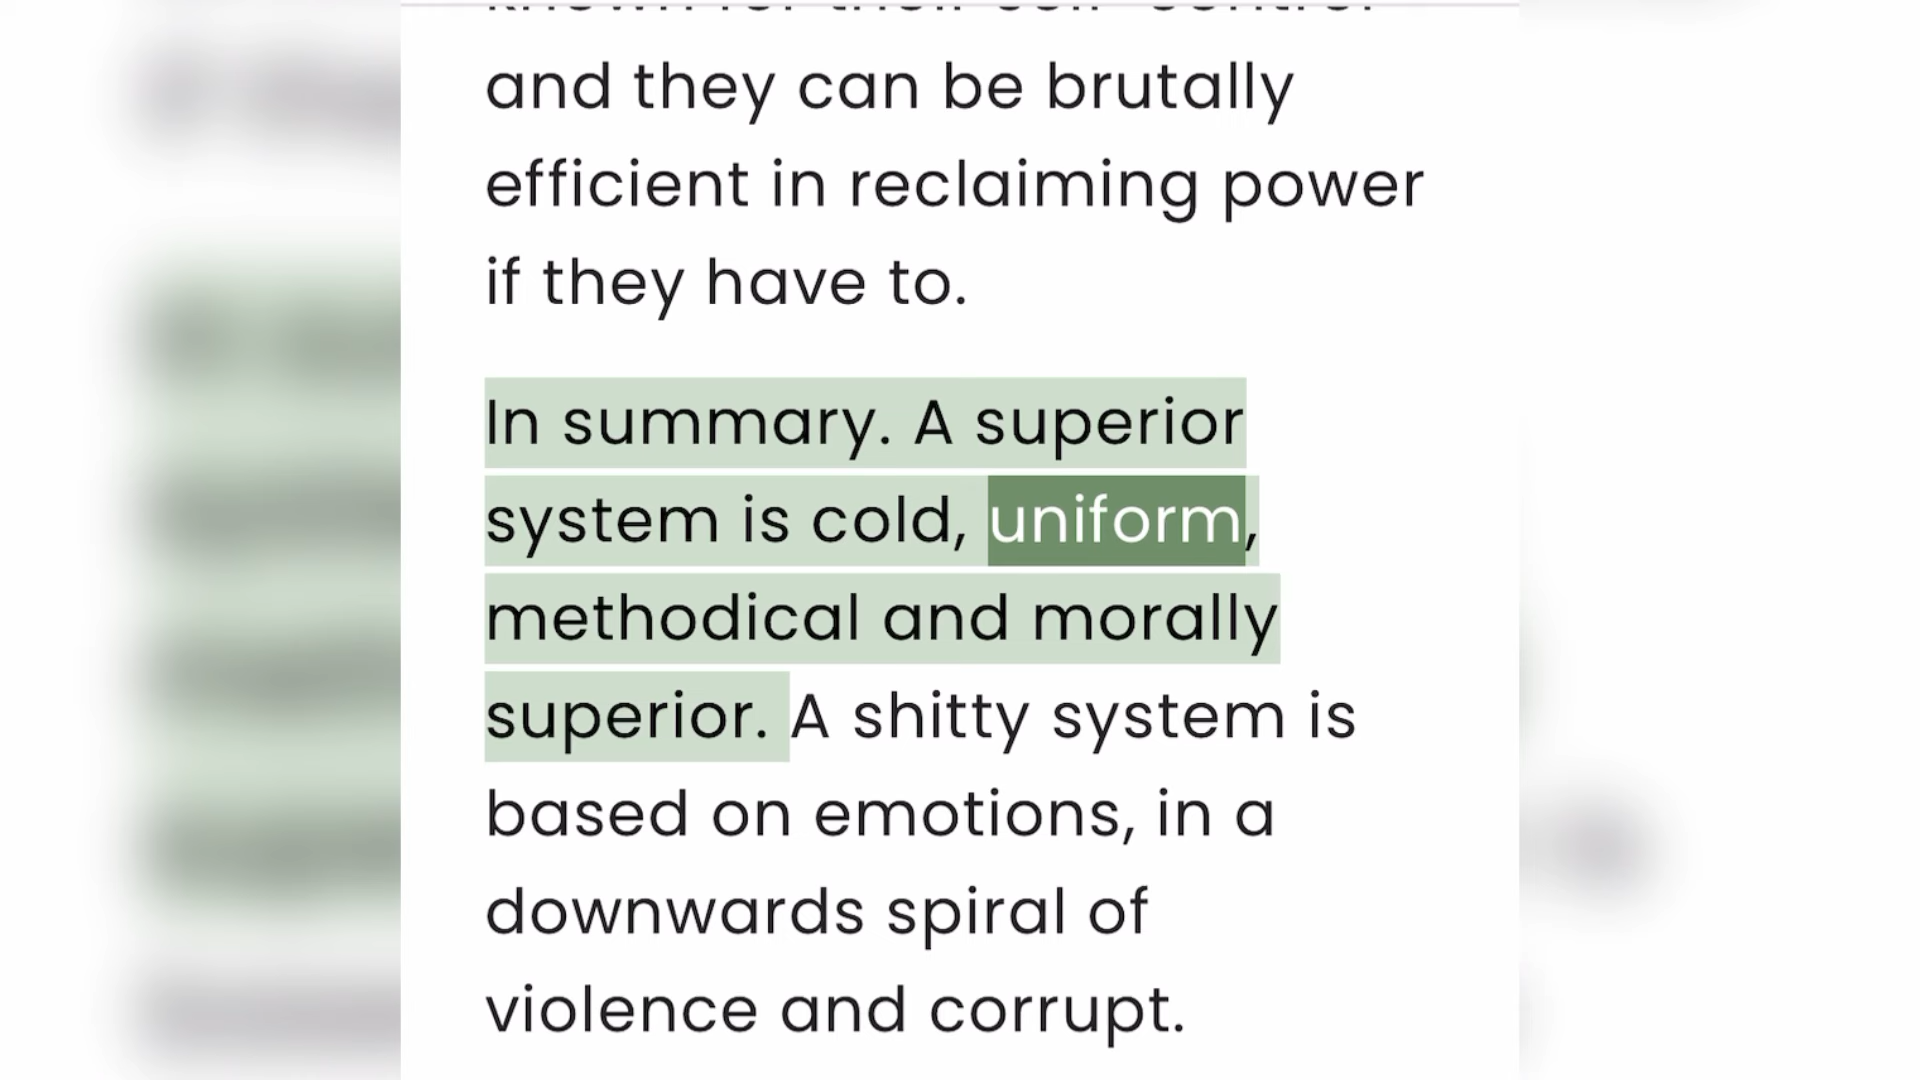 and they can be brutally
efficient in reclaiming power
if they have to.
In summary. A superior
system is cold, uniform,
methodical and morally
superior. A shitty system is
based on emotions, in a
downwards spiral of
violence and corrupt.